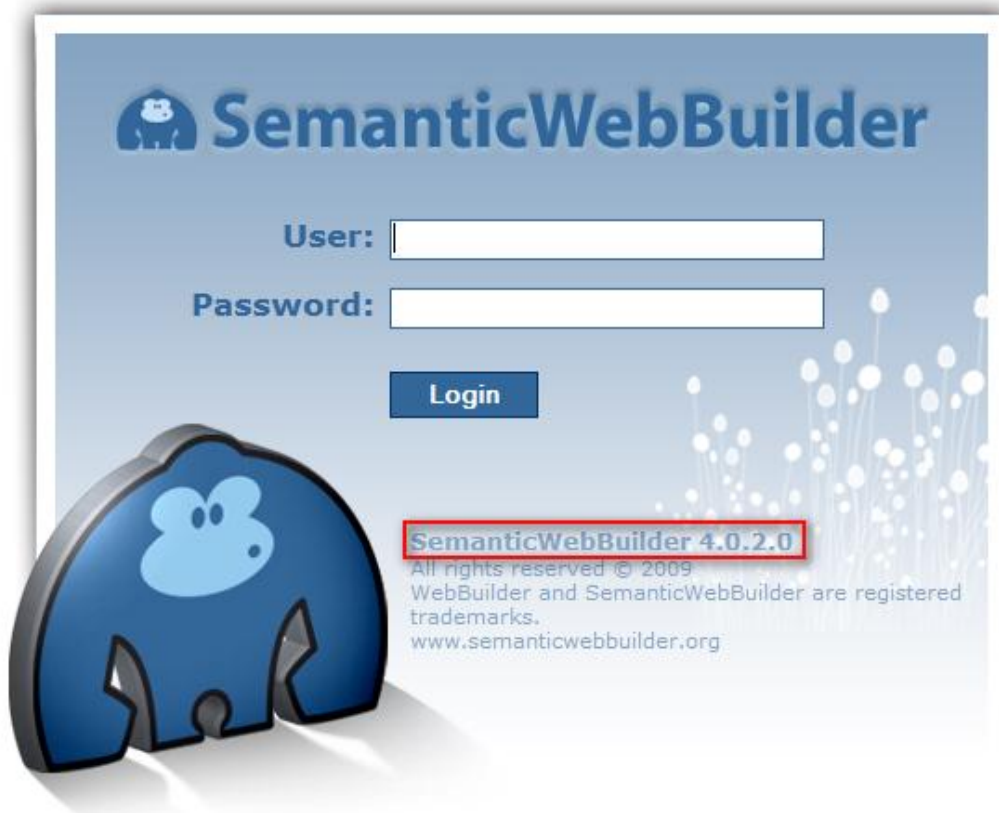 SemanticWebBuilder
User:
Password:
Login
SemanticWebBuilder 4.0.2.0
All rights reserved © 2009
WebBuilder and SemanticWebBuilder are registered
trademarks.
www.semanticwebbuilder.org